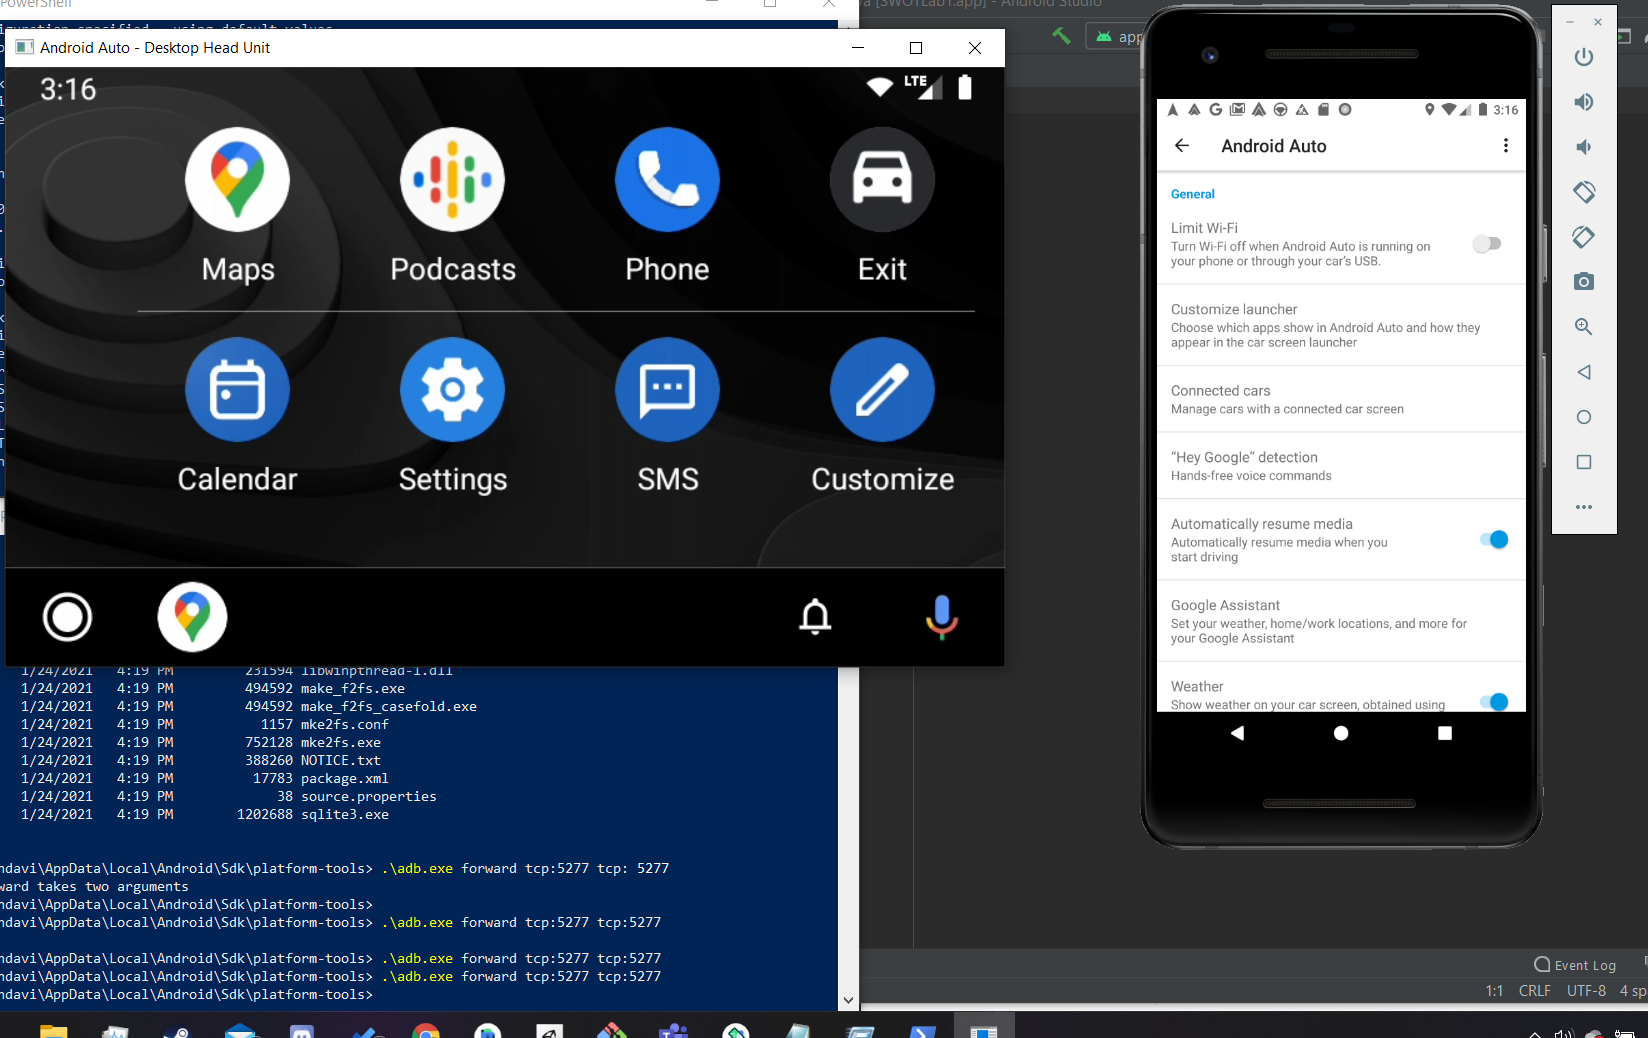 PowerShell
[SWOTLab1.app] - Android Studio
Android Auto - Desktop Head Unit
app
3:16
LTE
Maps
Podcasts
Phone
Exit
Calendar
Settings
SMS
Customize
3:16
Android Auto
General
Limit Wi-Fi
Turn Wi-Fi off when Android Auto is running on
your phone or through your car's USB.
Customize launcher
Choose which apps show in Android Auto and how they
appear in the car screen launcher
Connected cars
Manage cars with a connected car screen
“Hey Google” detection
Hands-free voice commands
Automatically resume media
Automatically resume media when you
start driving
Google Assistant
Set your weather, home/work locations, and more for
your Google Assistant
Weather
Show weather on your car screen, obtained using
1/24/2021 4:19 PM 231594 libwinpthread-1.dll
1/24/2021 4:19 PM 494592 make_f2fs.exe
1/24/2021 4:19 PM 494592 make_f2fs_casefold.exe
1/24/2021 4:19 PM 1157 mke2fs.conf
1/24/2021 4:19 PM 752128 mke2fs.exe
1/24/2021 4:19 PM 388260 NOTICE.txt
1/24/2021 4:19 PM 17783 package.xml
1/24/2021 4:19 PM 38 source.properties
1/24/2021 4:19 PM 1202688 sqlite3.exe
ndavi\AppData\Local\Android\Sdk\platform-tools> .\adb.exe forward tcp:5277 tcp: 5277
ward takes two arguments
ndavi\AppData\Local\Android\Sdk\platform-tools>
ndavi\AppData\Local\Android\Sdk\platform-tools> .\adb.exe forward tcp:5277 tcp:5277
ndavi\AppData\Local\Android\Sdk\platform-tools> .\adb.exe forward tcp:5277 tcp:5277
ndavi\AppData\Local\Android\Sdk\platform-tools> .\adb.exe forward tcp:5277 tcp:5277
ndavi\AppData\Local\Android\Sdk\platform-tools>
Event Log
1:1 CRLF UTF-8 4 sp